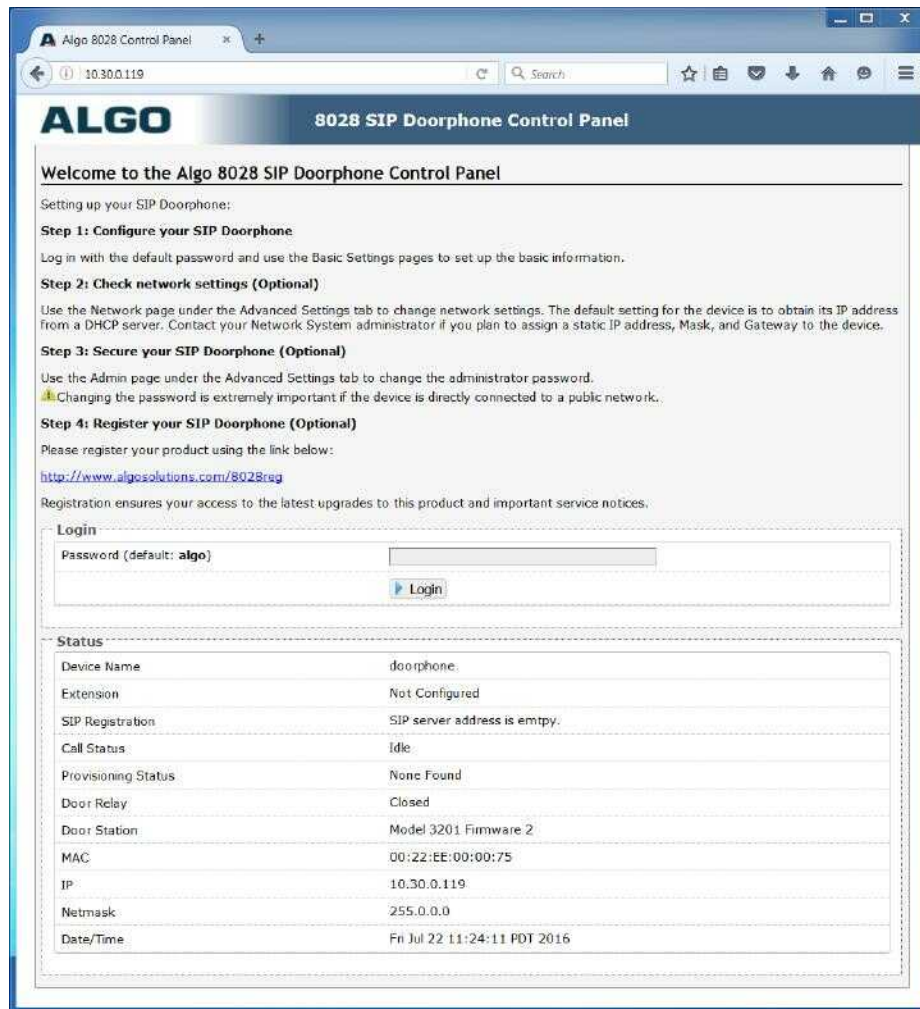 Algo 8028 Control Panel
10.30.0.119
Search
ALGO
8028 SIP Doorphone Control Panel
Welcome to the Algo 8028 SIP Doorphone Control Panel
Setting up your SIP Doorphone:
Step 1: Configure your SIP Doorphone
Log in with the default password and use the Basic Settings pages to set up the basic information.
Step 2: Check network settings (Optional)
Use the Network page under the Advanced Settings tab to change network settings. The default setting for the device is to obtain its IP address
from a DHCP server. Contact your Network System administrator if you plan to assign a static IP address, Mask, and Gateway to the device.
Step 3: Secure your SIP Doorphone (Optional)
Use the Admin page under the Advanced Settings tab to change the administrator password.
Changing the password is extremely important if the device is directly connected to a public network.
Step 4: Register your SIP Doorphone (Optional)
Please register your product using the link below:
http://www.algosolutions.com/8028reg
Registration ensures your access to the latest upgrades to this product and important service notices.
Login
Password (default: algo)
Login
Status
Device Name doorphone
Extension Not Configured
SIP Registration SIP server address is emtpy.
Call Status Idle
Provisioning Status None Found
Door Relay Closed
Door Station Model 3201 Firmware 2
MAC 00:22:EE:00:00:75
IP 10.30.0.119
Netmask 255.0.0.0
Date/Time Fri Jul 22 11:24:11 PDT 2016